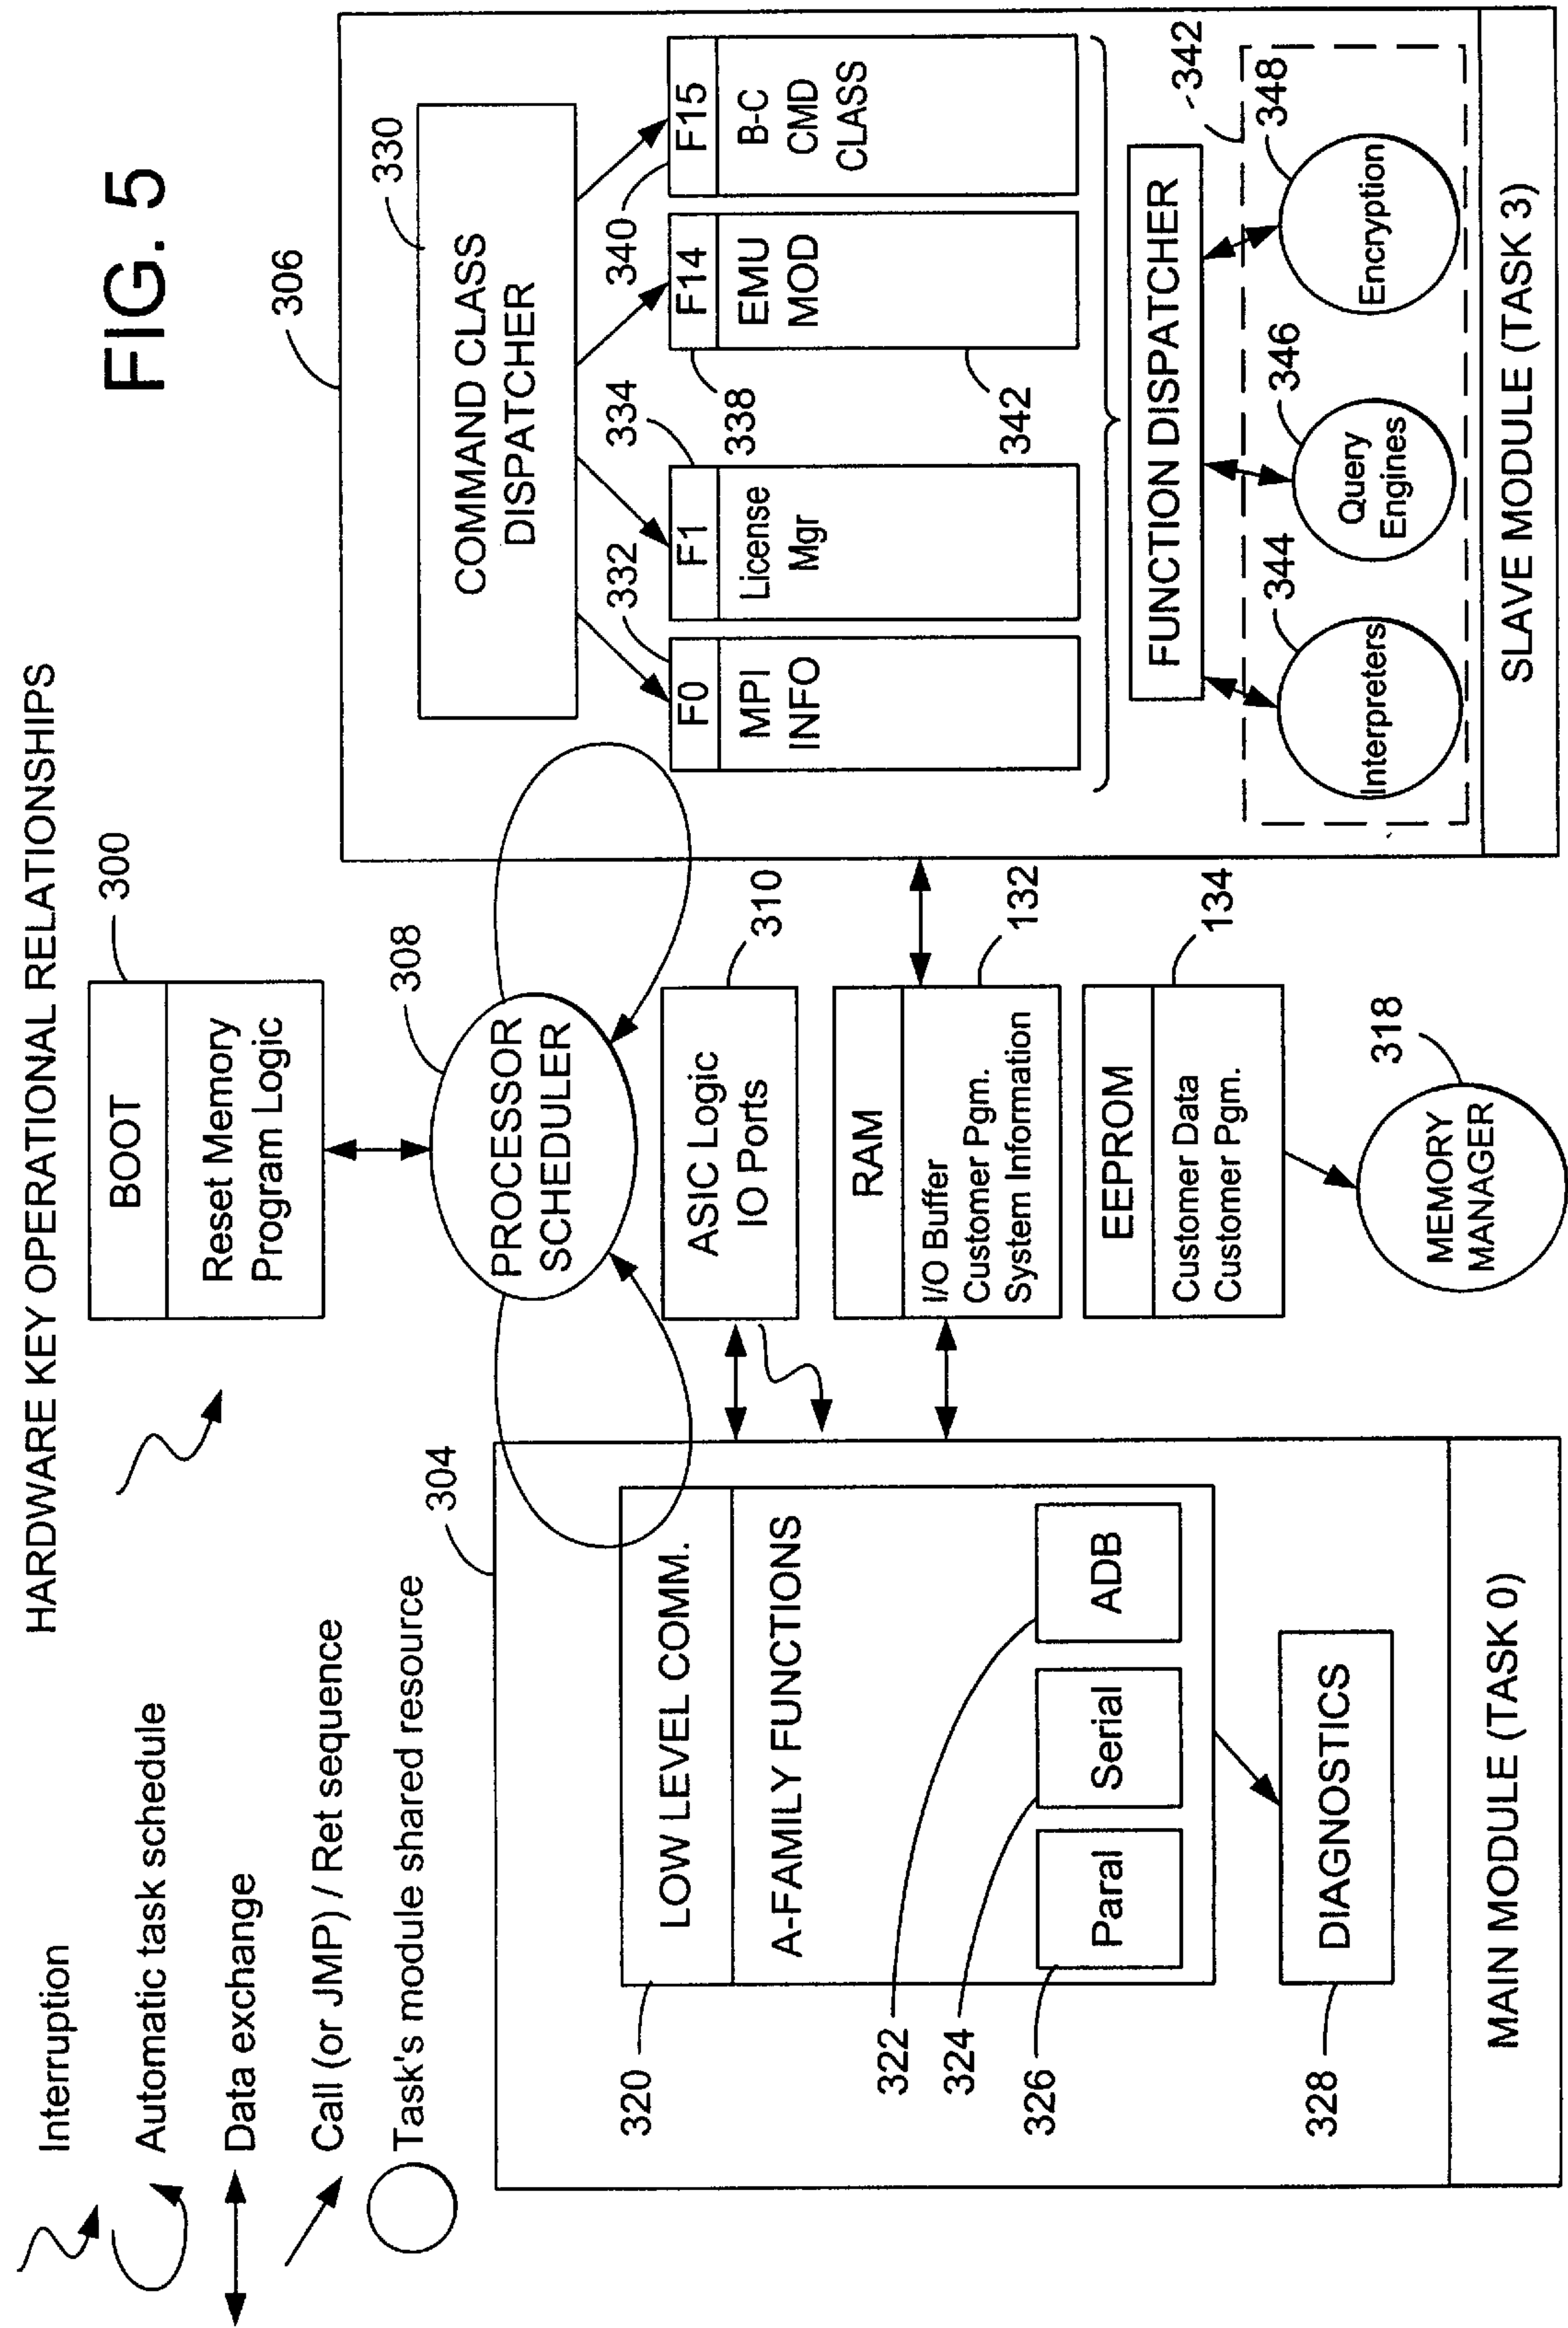 HARDWARE KEY OPERATIONAL RELATIONSHIPS
FIG. 5
Interruption
Automatic task schedule
Data exchange
Call (or JMP) / Ret sequence
Task's module shared resource
300
BOOT
Reset Memory
Program Logic
308
PROCESSOR
SCHEDULER
310
ASIC Logic
IO Ports
RAM
132
I/O Buffer
Customer Pgm.
System Information
EEPROM
134
Customer Data
Customer Pgm.
318
MEMORY
MANAGER
304
320
LOW LEVEL COMM.
A-FAMILY FUNCTIONS
322
324
326
Paral
Serial
ADB
328
DIAGNOSTICS
MAIN MODULE (TASK 0)
306
330
COMMAND CLASS
DISPATCHER
332
334
338
340
F0
MPI
INFO
F1
License
Mgr
F14
EMU
MOD
F15
B-C
CMD
CLASS
342
FUNCTION DISPATCHER
342
344
346
348
Interpreters
Query
Engines
Encryption
SLAVE MODULE (TASK 3)